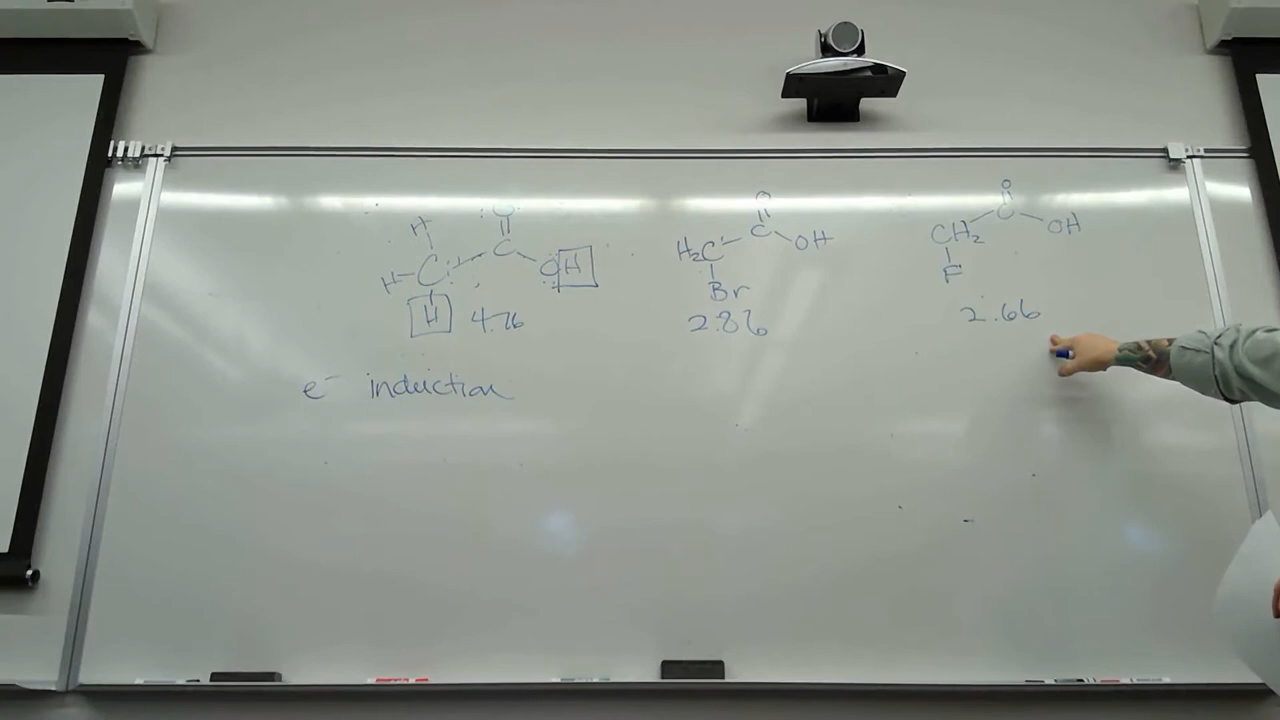 H O O O
H C C OH H₂C C OH CH₂ C OH
H 4.76 Br F
2.86 2.66
e⁻ induction